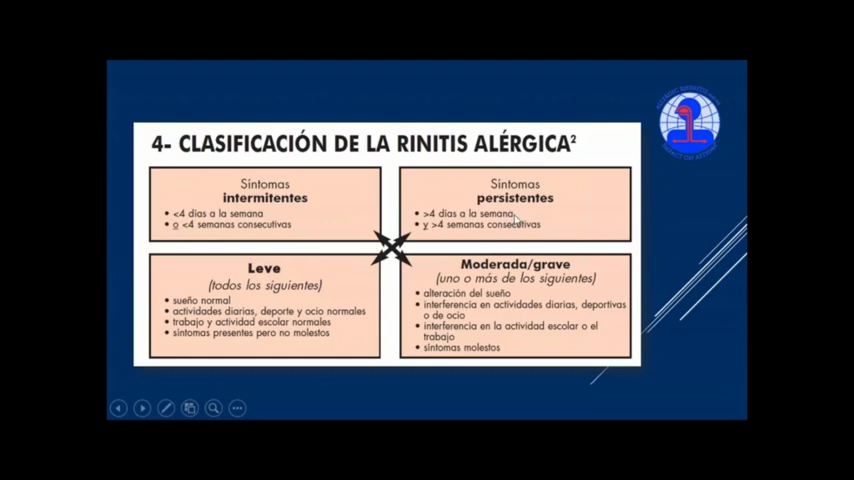 4- CLASIFICACIÓN DE LA RINITIS ALÉRGICA²
Síntomas
intermitentes
• <4 días a la semana
• o <4 semanas consecutivas
Síntomas
persistentes
• >4 días a la semana
• y >4 semanas consecutivas
Leve
(todos los siguientes)
• sueño normal
• actividades diarias, deporte y ocio normales
• trabajo y actividad escolar normales
• síntomas presentes pero no molestos
Moderada/grave
(uno o más de los siguientes)
• alteración del sueño
• interferencia en actividades diarias, deportivas
o de ocio
• interferencia en la actividad escolar o el
trabajo
• síntomas molestos